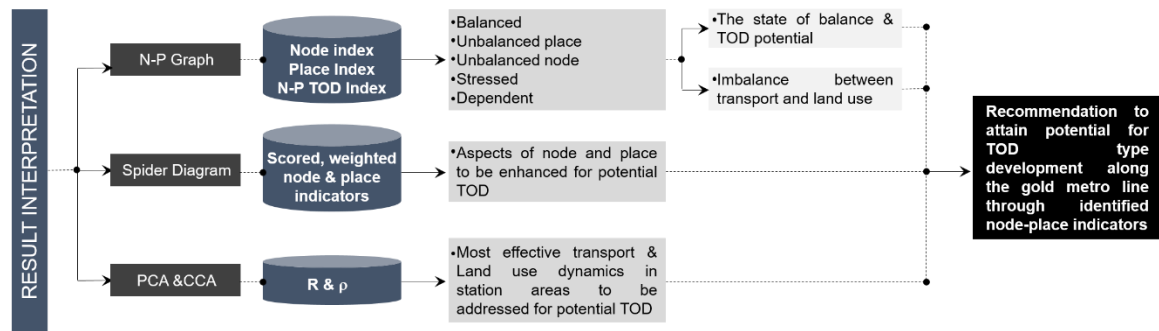 RESULT INTERPRETATION
N-P Graph
Node index
Place Index
N-P TOD Index
•Balanced
•Unbalanced place
•Unbalanced node
•Stressed
•Dependent
•The state of balance &
TOD potential
•Imbalance between
transport and land use
Spider Diagram
Scored, weighted
node & place
indicators
•Aspects of node and place
to be enhanced for potential
TOD
PCA &CCA
R & ρ
•Most effective transport &
Land use dynamics in
station areas to be
addressed for potential TOD
Recommendation to
attain potential for
TOD type
development along
the gold metro line
through identified
node-place indicators